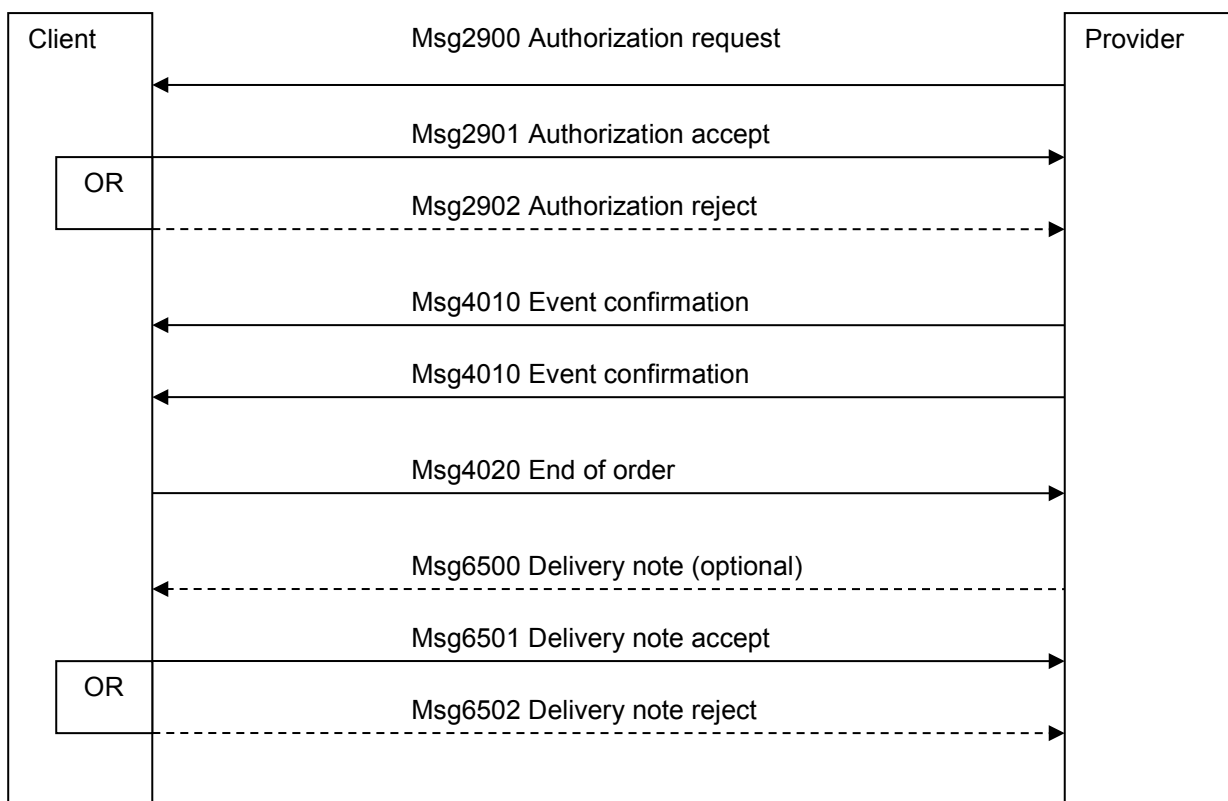 Client
Msg2900 Authorization request
Provider
Msg2901 Authorization accept
OR
Msg2902 Authorization reject
Msg4010 Event confirmation
Msg4010 Event confirmation
Msg4020 End of order
Msg6500 Delivery note (optional)
Msg6501 Delivery note accept
OR
Msg6502 Delivery note reject